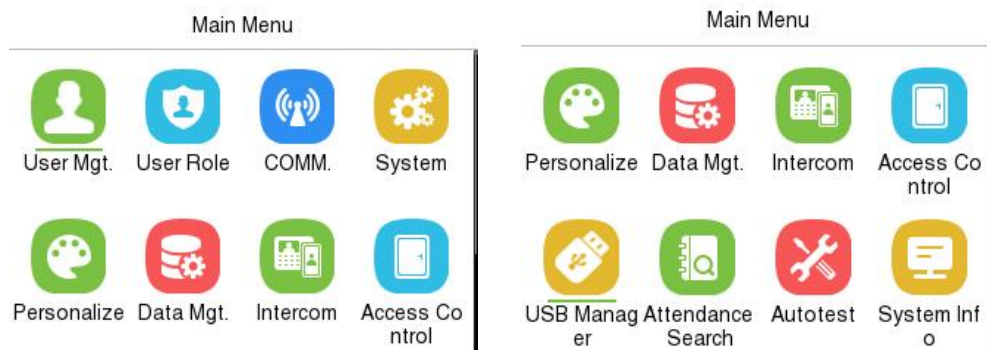 Main Menu
User Mgt.
User Role
COMM.
System
Personalize
Data Mgt.
Intercom
Access Co
ntrol
Main Menu
Personalize
Data Mgt.
Intercom
Access Co
ntrol
USB Manag
er
Attendance
Search
Autotest
System Inf
o